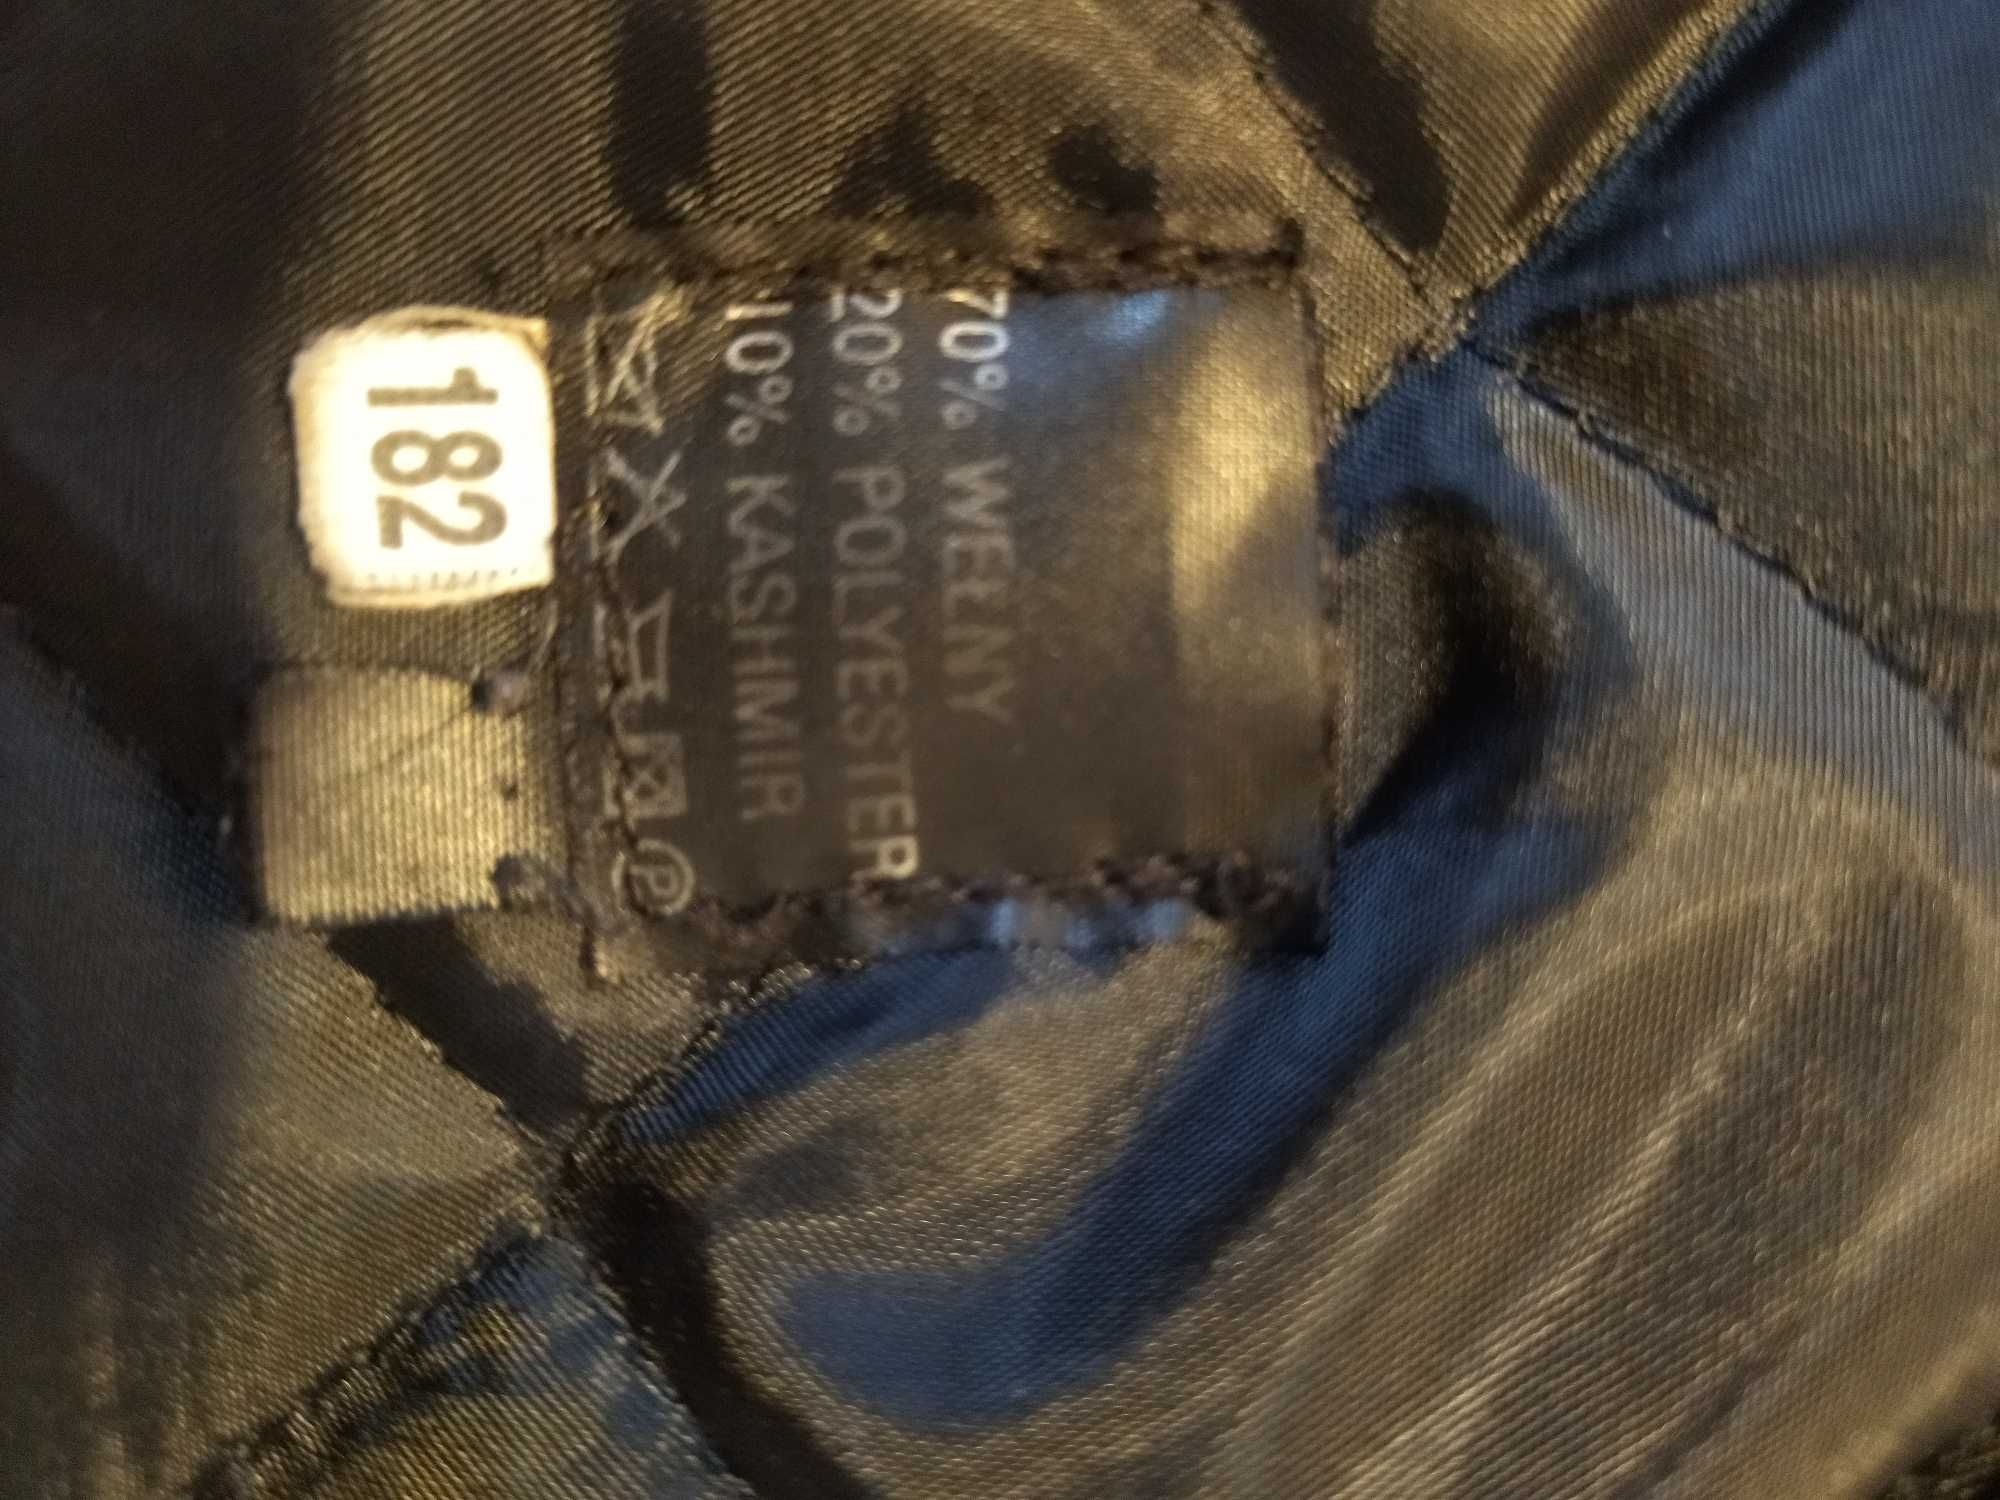 70% WEŁNY
20% POLYESTER
10% KASHMIR
P
182